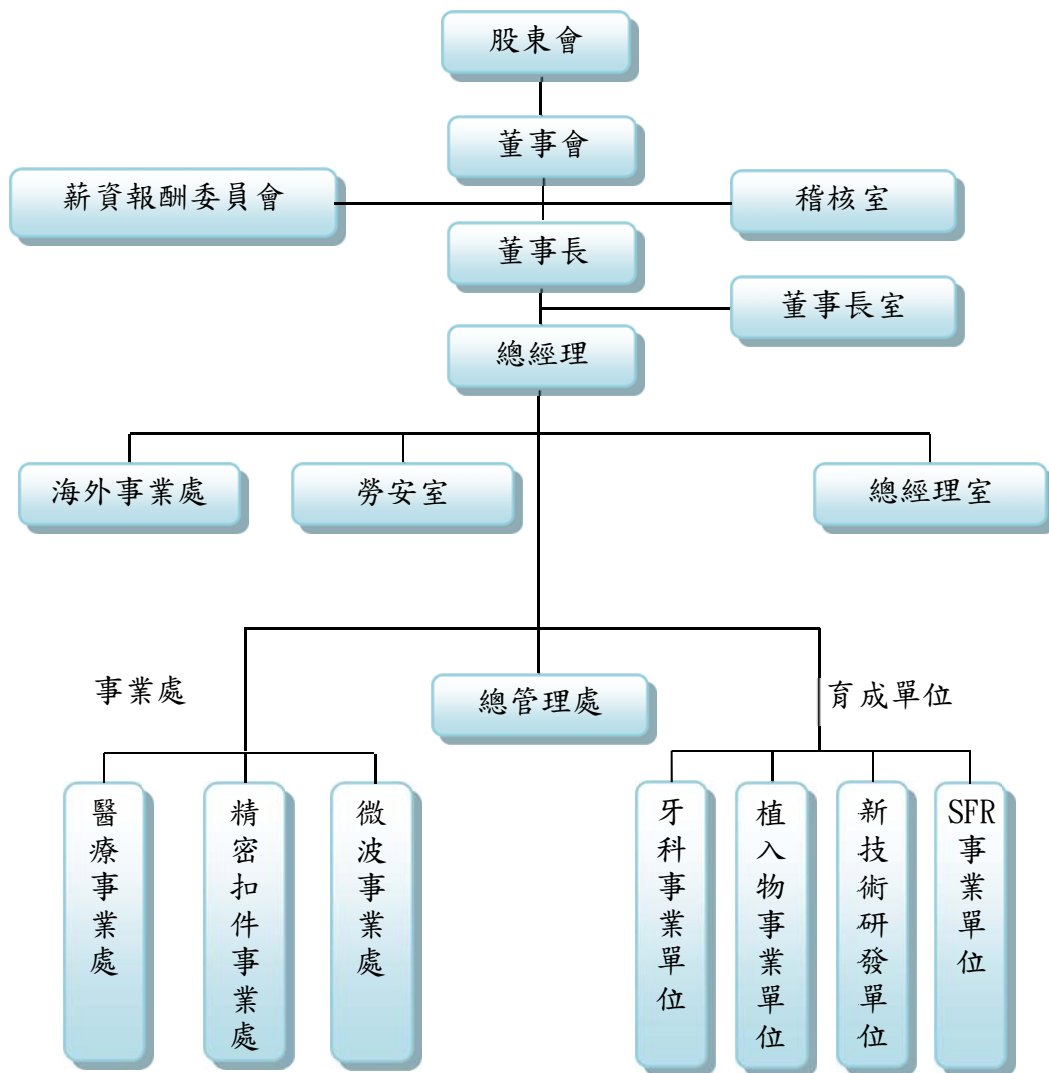 股東會
董事會
薪資報酬委員會
稽核室
董事長
董事長室
總經理
海外事業處
勞安室
總經理室
事業處
總管理處
育成單位
醫療事業處
精密扣件事業處
微波事業處
牙科事業單位
植入物事業單位
新技術研發單位
SFR事業單位